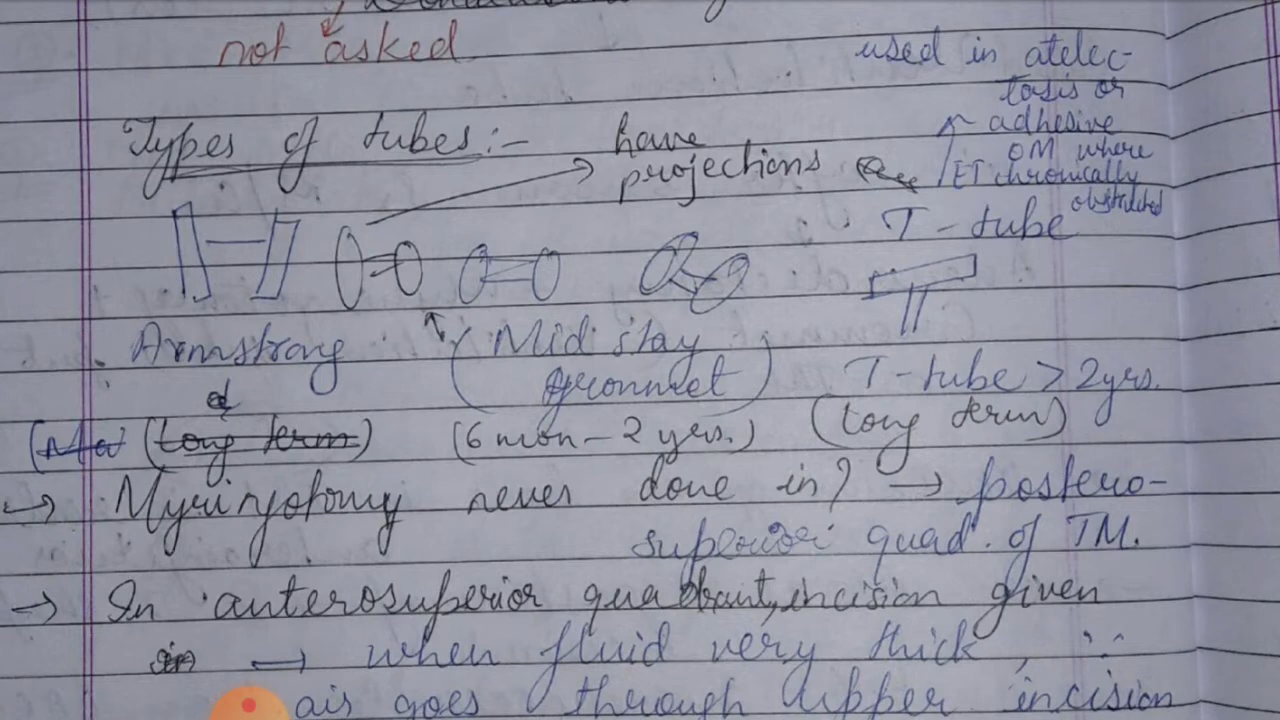 not asked
used in atelec-
tasis or
adhesive
OM where
ET chronically
obstructed
Types of tubes:-
have
projections
T-tube
Armstrong
(Mid stay
grommet)
T-tube > 2yrs.
(long term)
(6 mon - 2 yrs.)
(long term)
→ Myringotomy never done in? → postero-
superior quad. of TM.
→ In anterosuperior quadrant, incision given
→ when fluid very thick, ∵
air goes through upper incision